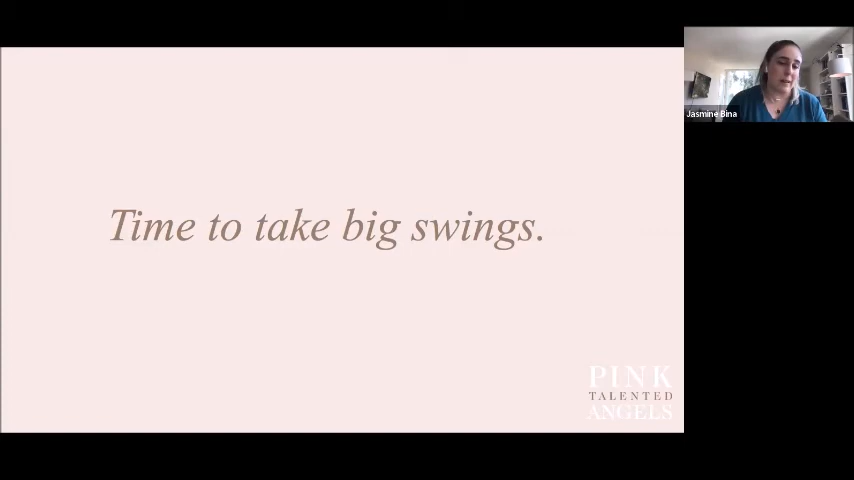 Time to take big swings.
Jasmine Bina
PINK
TALENTED
ANGELS